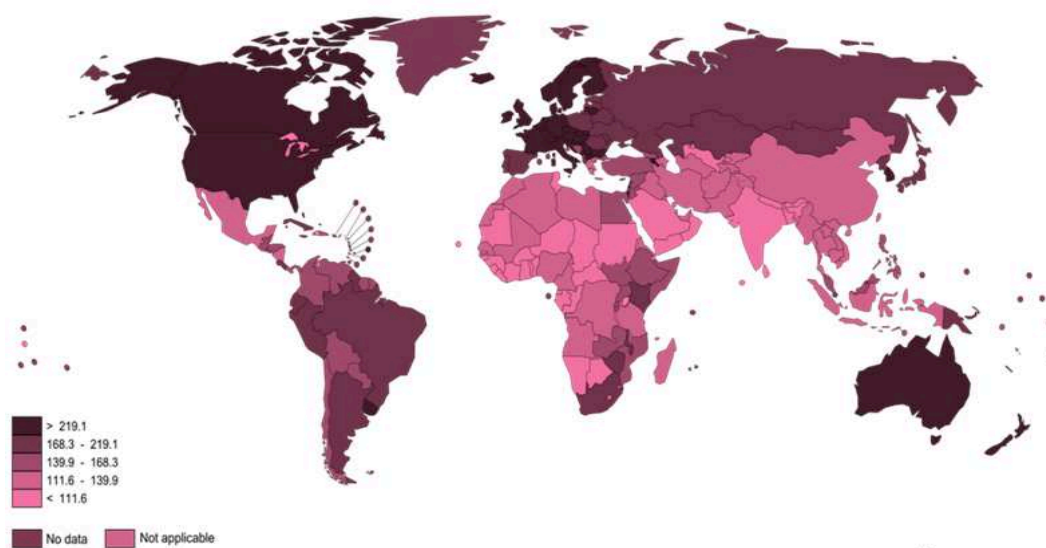 > 219.1
168.3 - 219.1
139.9 - 168.3
111.6 - 139.9
< 111.6
No data
Not applicable